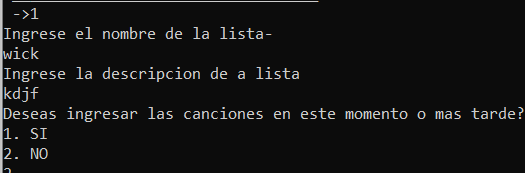 ->1
Ingrese el nombre de la lista-
wick
Ingrese la descripcion de a lista
kdjf
Deseas ingresar las canciones en este momento o mas tarde?
1. SI
2. NO